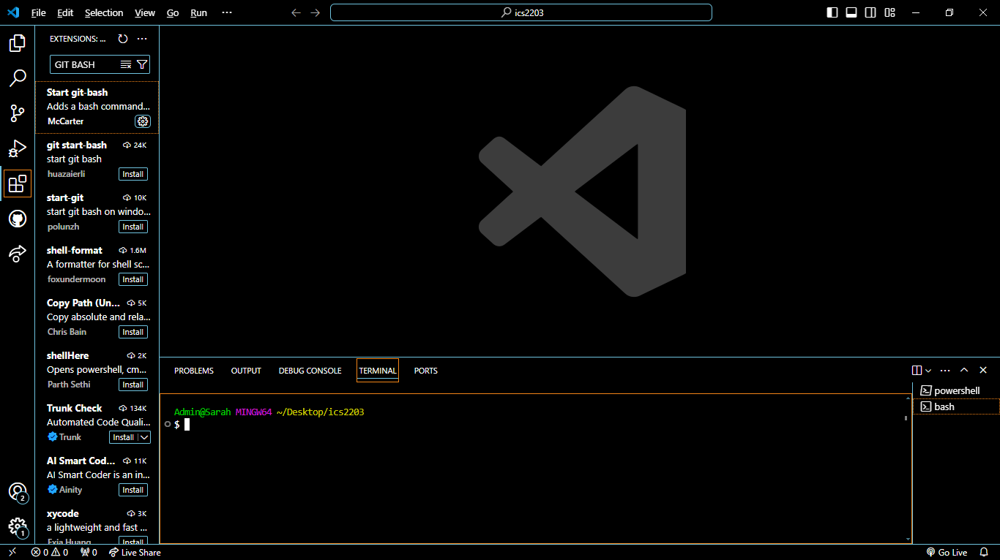 File Edit Selection View Go Run ···
ics2203
EXTENSIONS: ...
GIT BASH
Start git-bash
Adds a bash command...
McCarter
git start-bash 24K
start git bash
huazaierli Install
start-git 10K
start git bash on windo...
polunzh Install
shell-format 1.6M
A formatter for shell sc...
foxundermoon Install
Copy Path (Un... 5K
Copy absolute and rela...
Chris Bain Install
shellHere 2K
Opens powershell, cm...
Parth Sethi Install
Trunk Check 134K
Automated Code Quali...
Trunk Install
AI Smart Cod... 11K
AI Smart Coder is an in...
Ainity Install
xycode 3K
a lightweight and fast ...
Exia Huang Install
2
1
PROBLEMS OUTPUT DEBUG CONSOLE TERMINAL PORTS
Admin@Sarah MINGW64 ~/Desktop/ics2203
$
powershell
bash
0 0 0 Live Share
Go Live